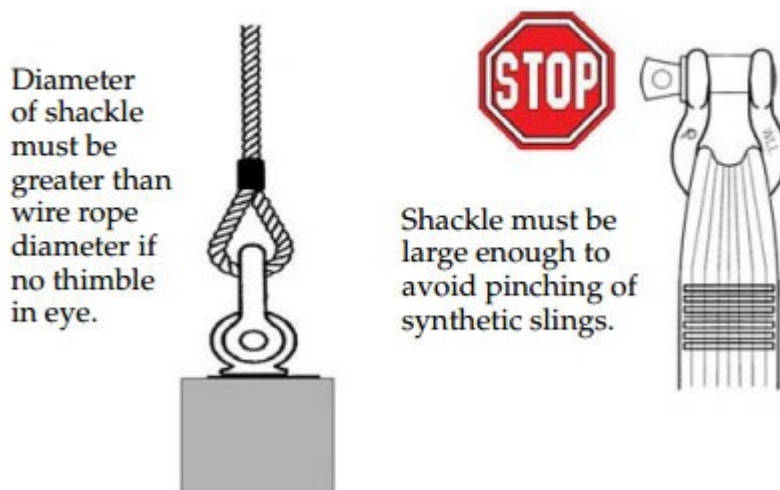 Diameter
of shackle
must be
greater than
wire rope
diameter if
no thimble
in eye.
STOP
Shackle must be
large enough to
avoid pinching of
synthetic slings.
WLL